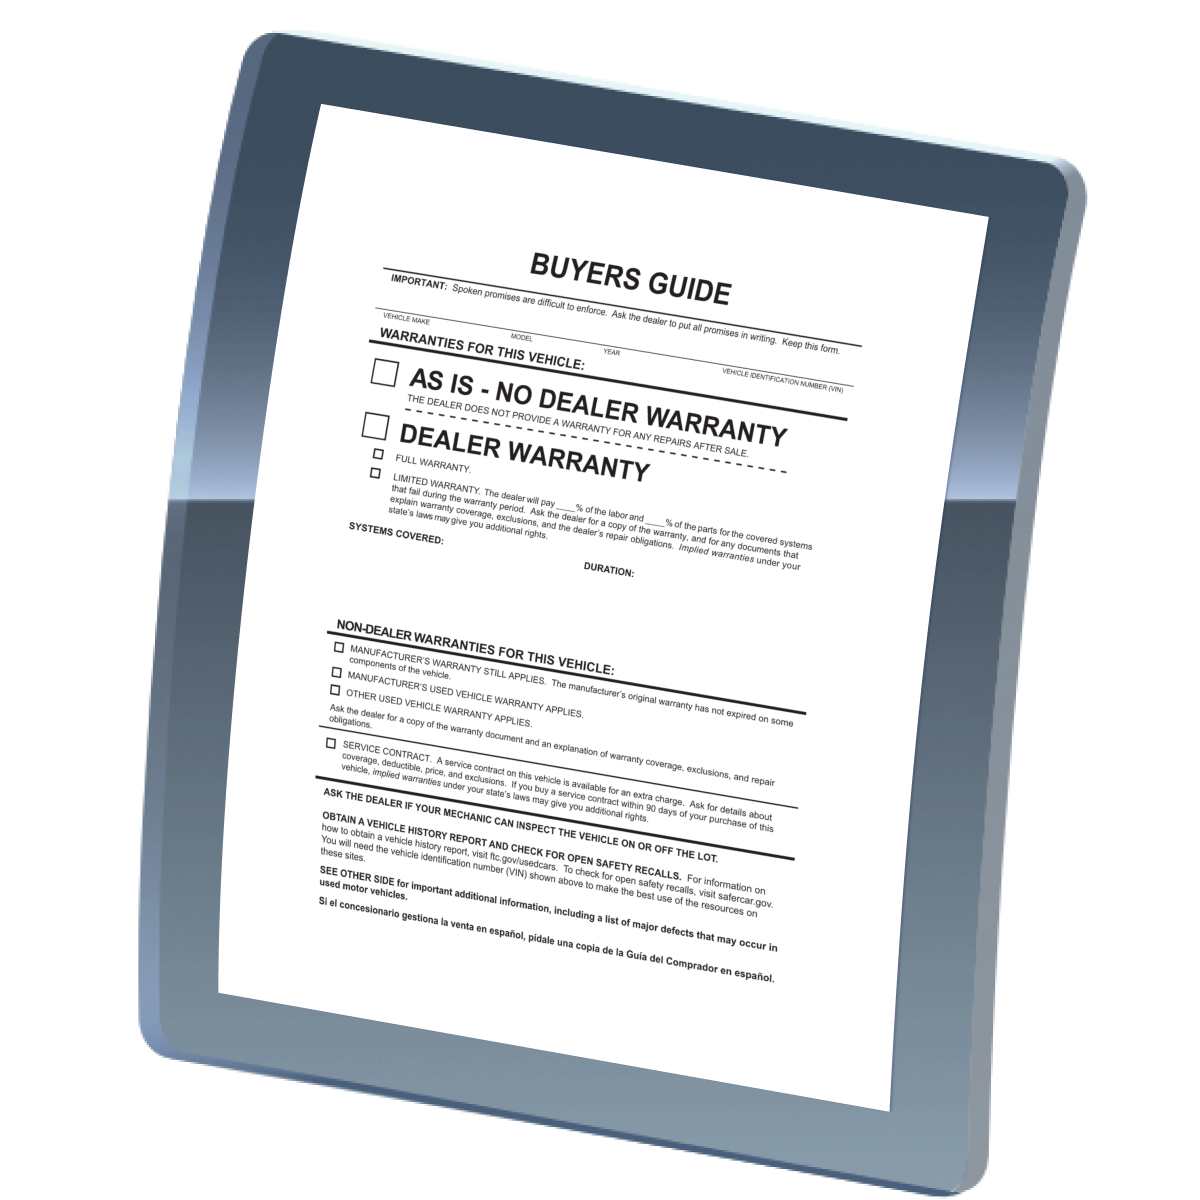 BUYERS GUIDE
IMPORTANT: Spoken promises are difficult to enforce. Ask the dealer to put all promises in writing. Keep this form.
VEHICLE MAKE MODEL YEAR VEHICLE IDENTIFICATION NUMBER (VIN)
WARRANTIES FOR THIS VEHICLE:
AS IS - NO DEALER WARRANTY
THE DEALER DOES NOT PROVIDE A WARRANTY FOR ANY REPAIRS AFTER SALE.
DEALER WARRANTY
FULL WARRANTY.
LIMITED WARRANTY. The dealer will pay ____% of the labor and ____% of the parts for the covered systems
that fail during the warranty period. Ask the dealer for a copy of the warranty, and for any documents that
explain warranty coverage, exclusions, and the dealer's repair obligations. Implied warranties under your
state's laws may give you additional rights.
SYSTEMS COVERED: DURATION:
NON-DEALER WARRANTIES FOR THIS VEHICLE:
MANUFACTURER'S WARRANTY STILL APPLIES. The manufacturer's original warranty has not expired on some
components of the vehicle.
MANUFACTURER'S USED VEHICLE WARRANTY APPLIES.
OTHER USED VEHICLE WARRANTY APPLIES.
Ask the dealer for a copy of the warranty document and an explanation of warranty coverage, exclusions, and repair
obligations.
SERVICE CONTRACT. A service contract on this vehicle is available for an extra charge. Ask for details about
coverage, deductible, price, and exclusions. If you buy a service contract within 90 days of your purchase of this
vehicle, implied warranties under your state's laws may give you additional rights.
ASK THE DEALER IF YOUR MECHANIC CAN INSPECT THE VEHICLE ON OR OFF THE LOT.
OBTAIN A VEHICLE HISTORY REPORT AND CHECK FOR OPEN SAFETY RECALLS. For information on
how to obtain a vehicle history report, visit ftc.gov/usedcars. To check for open safety recalls, visit safercar.gov.
You will need the vehicle identification number (VIN) shown above to make the best use of the resources on
these sites.
SEE OTHER SIDE for important additional information, including a list of major defects that may occur in
used motor vehicles.
Si el concesionario gestiona la venta en español, pídale una copia de la Guía del Comprador en español.